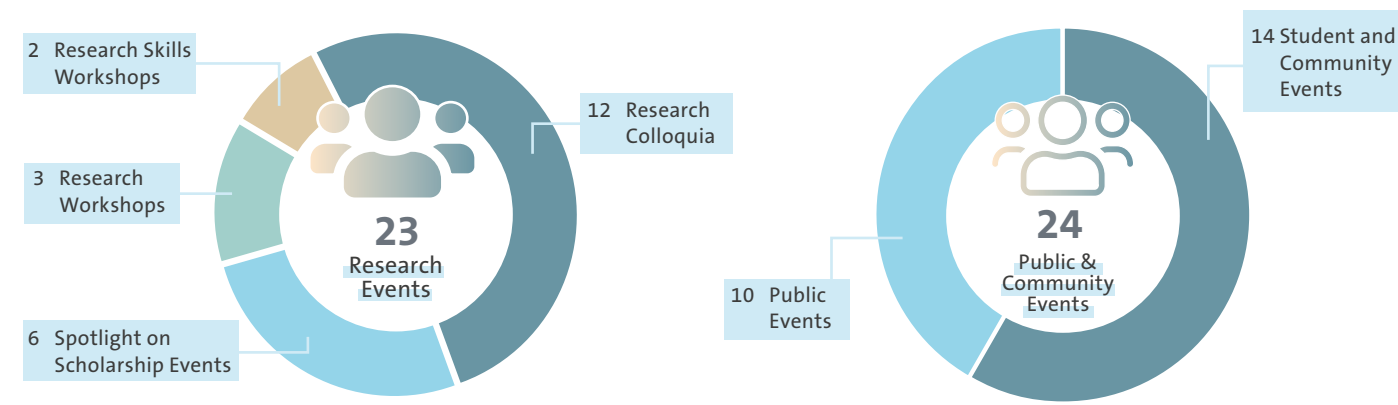 2 Research Skills
Workshops
3 Research
Workshops
6 Spotlight on
Scholarship Events
12 Research
Colloquia
23
Research
Events
14 Student and
Community
Events
10 Public
Events
24
Public &
Community
Events